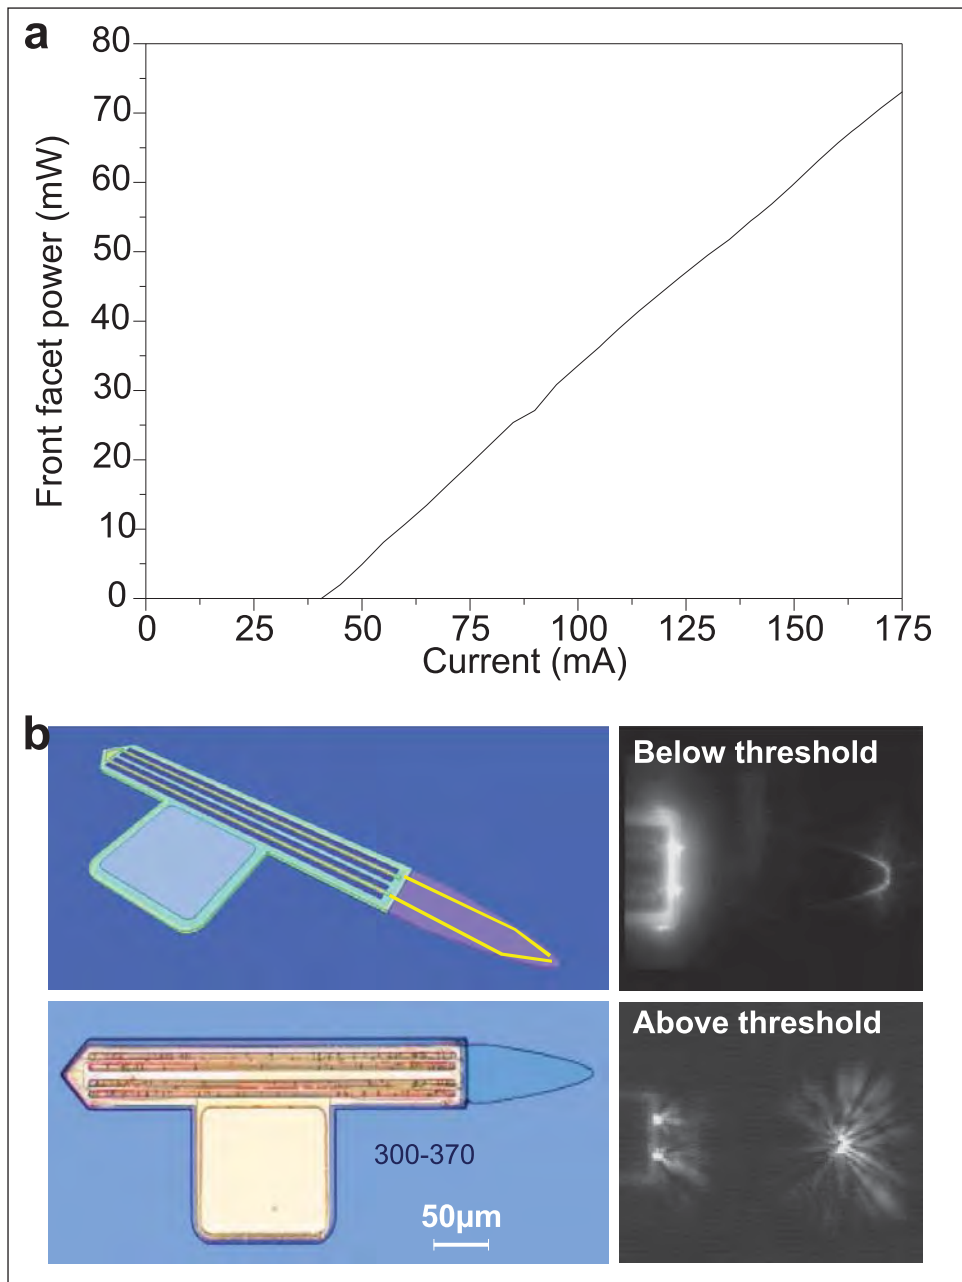 a
80
70
60
50
40
30
20
10
0
Front facet power (mW)
0 25 50 75 100 125 150 175
Current (mA)
b
Below threshold
Above threshold
300-370
50µm